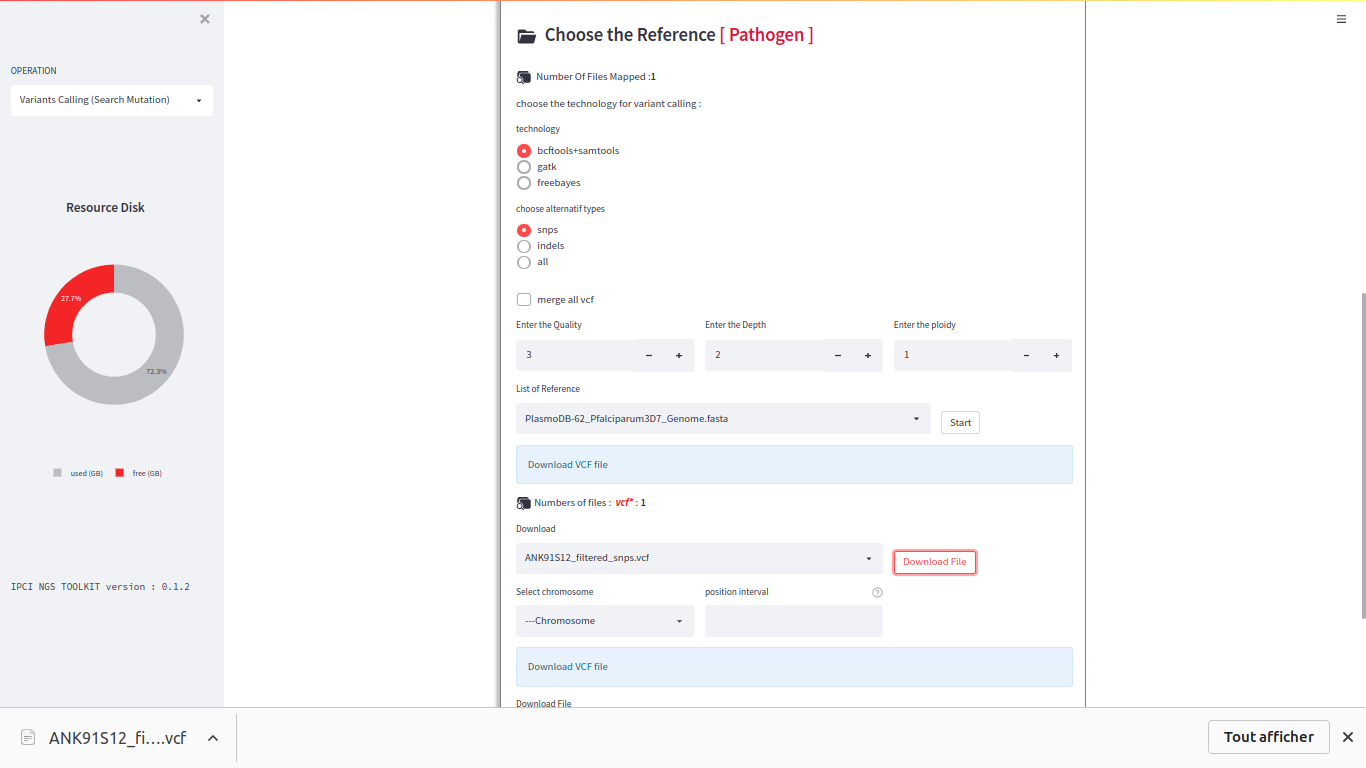 OPERATION
Variants Calling (Search Mutation)
Resource Disk
27.7%
72.3%
used (GB) free (GB)
IPCI NGS TOOLKIT version : 0.1.2
Choose the Reference [ Pathogen ]
Number Of Files Mapped :1
choose the technology for variant calling :
technology
bcftools+samtools
gatk
freebayes
choose alternatif types
snps
indels
all
merge all vcf
Enter the Quality Enter the Depth Enter the ploidy
3 − + 2 − + 1 − +
List of Reference
PlasmoDB-62_Pfalciparum3D7_Genome.fasta Start
Download VCF file
Numbers of files : vcf* : 1
Download
ANK91S12_filtered_snps.vcf Download File
Select chromosome position interval ?
---Chromosome
Download VCF file
Download File
ANK91S12_fi....vcf Tout afficher